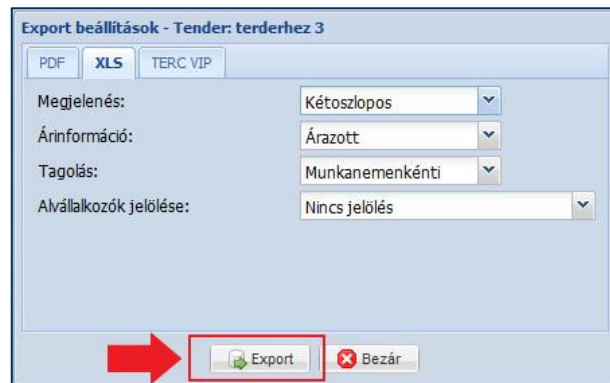 Export beállítások - Tender: terderhez 3
PDF XLS TERC VIP
Megjelenés: Kétoszlopos
Árinformáció: Árazott
Tagolás: Munkanemenkénti
Alvállalkozók jelölése: Nincs jelölés
Export Bezár